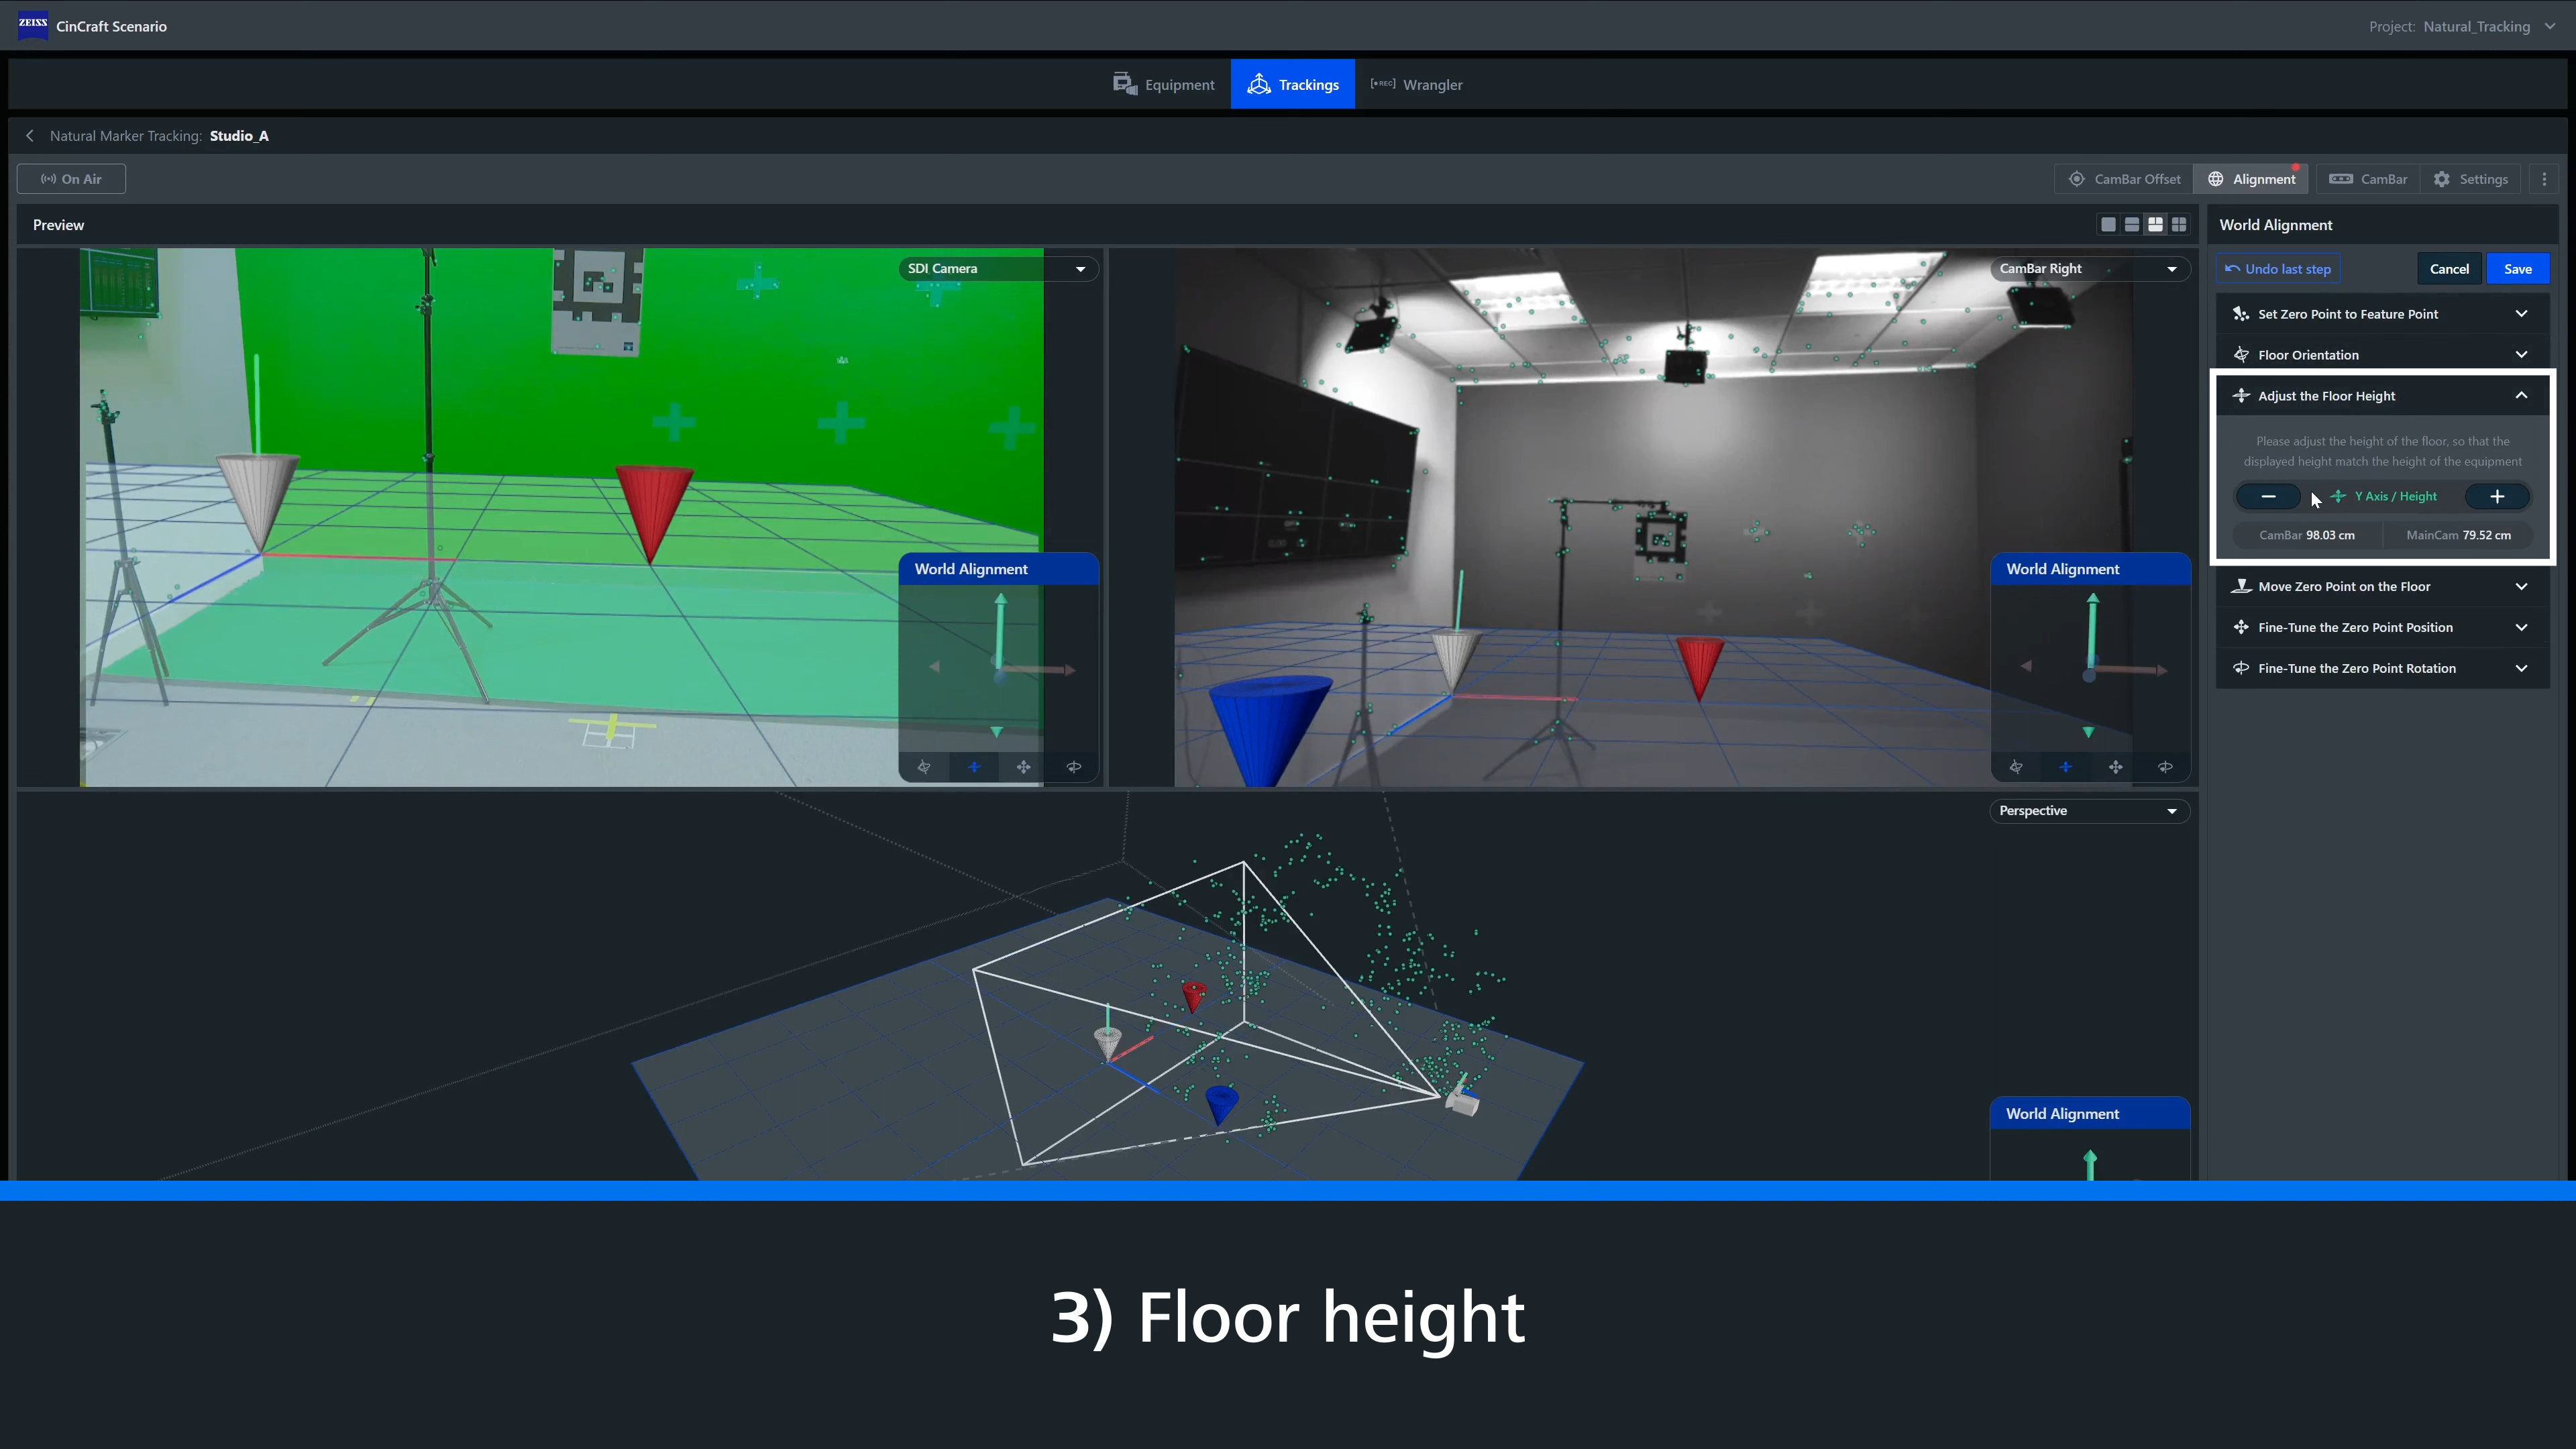 ZEISS
CinCraft Scenario
Project: Natural_Tracking
Equipment
Trackings
[•REC] Wrangler
Natural Marker Tracking: Studio_A
On Air
CamBar Offset
Alignment
CamBar
Settings
Preview
World Alignment
SDI Camera
CamBar Right
Undo last step
Cancel
Save
Set Zero Point to Feature Point
Floor Orientation
Adjust the Floor Height
Please adjust the height of the floor, so that the
displayed height match the height of the equipment
Y Axis / Height
CamBar 98.03 cm
MainCam 79.52 cm
World Alignment
World Alignment
Move Zero Point on the Floor
Fine-Tune the Zero Point Position
Fine-Tune the Zero Point Rotation
Perspective
World Alignment
3) Floor height